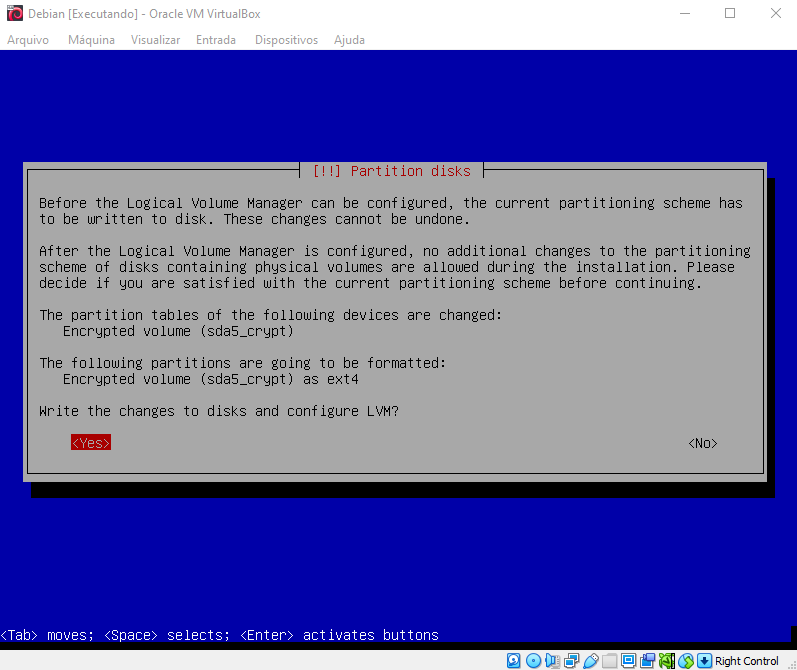 Debian [Executando] - Oracle VM VirtualBox
Arquivo Máquina Visualizar Entrada Dispositivos Ajuda
[!!] Partition disks
Before the Logical Volume Manager can be configured, the current partitioning scheme has
to be written to disk. These changes cannot be undone.
After the Logical Volume Manager is configured, no additional changes to the partitioning
scheme of disks containing physical volumes are allowed during the installation. Please
decide if you are satisfied with the current partitioning scheme before continuing.
The partition tables of the following devices are changed:
Encrypted volume (sda5_crypt)
The following partitions are going to be formatted:
Encrypted volume (sda5_crypt) as ext4
Write the changes to disks and configure LVM?
<Yes> <No>
<Tab> moves; <Space> selects; <Enter> activates buttons
Right Control